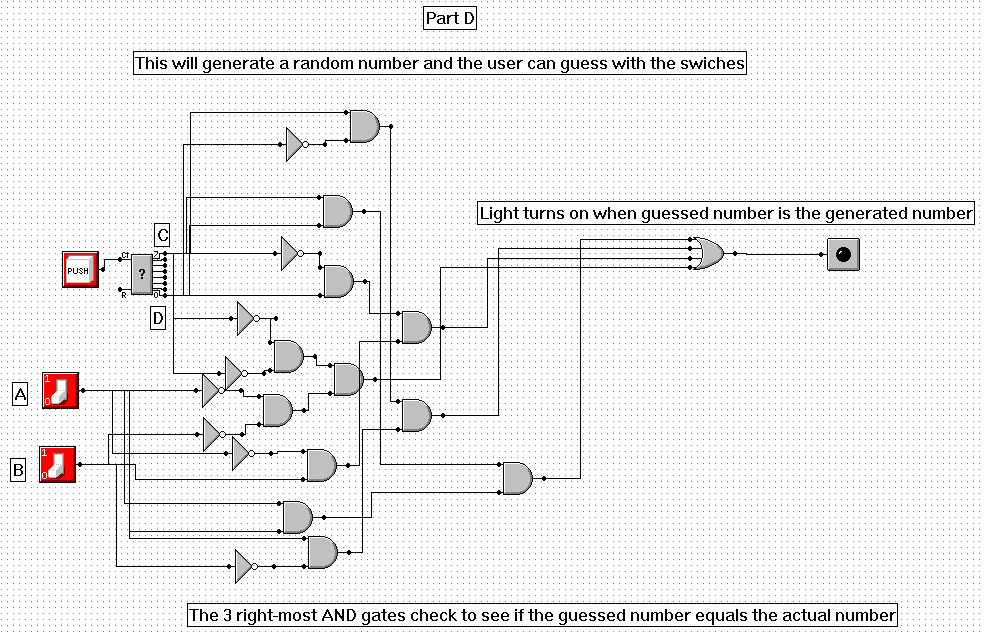 Part D
This will generate a random number and the user can guess with the swiches
Light turns on when guessed number is the generated number
C
PUSH
Ct
7
?
R
0
D
A
1
0
B
1
0
The 3 right-most AND gates check to see if the guessed number equals the actual number